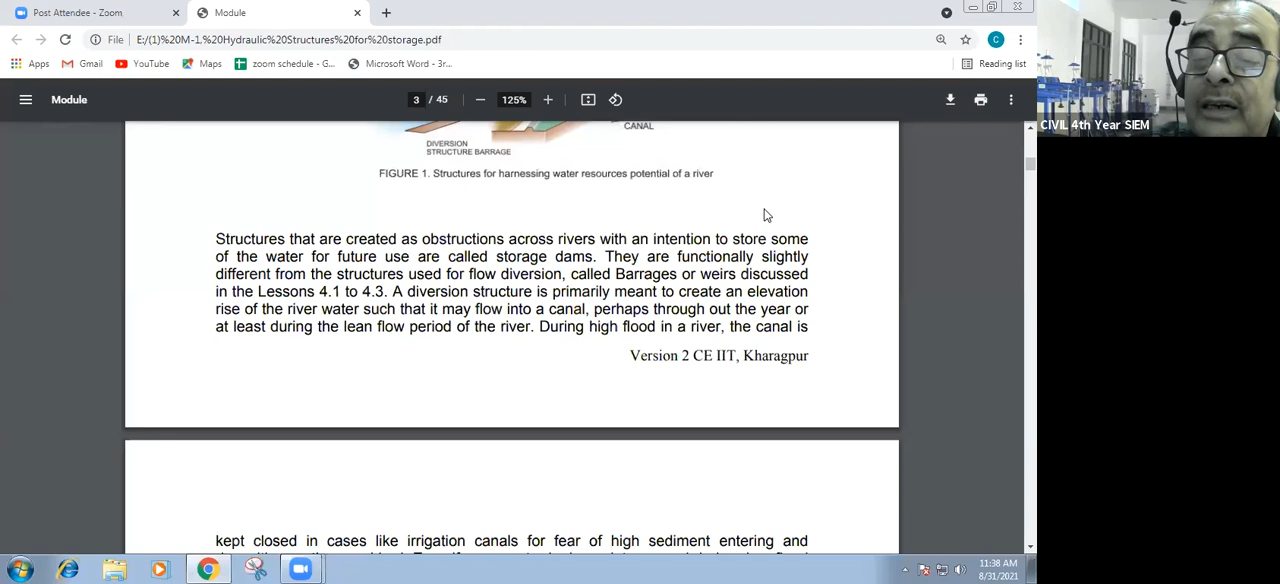 Post Attendee - Zoom
Module
File
E:/(1)%20M-1.%20Hydraulic%20Structures%20for%20storage.pdf
Apps
Gmail
YouTube
Maps
zoom schedule - G...
Microsoft Word - 3r...
Reading list
Module
3 / 45
125%
CIVIL 4th Year SIEM
CANAL
DIVERSION
STRUCTURE BARRAGE
FIGURE 1. Structures for harnessing water resources potential of a river
Structures that are created as obstructions across rivers with an intention to store some
of the water for future use are called storage dams. They are functionally slightly
different from the structures used for flow diversion, called Barrages or weirs discussed
in the Lessons 4.1 to 4.3. A diversion structure is primarily meant to create an elevation
rise of the river water such that it may flow into a canal, perhaps through out the year or
at least during the lean flow period of the river. During high flood in a river, the canal is
Version 2 CE IIT, Kharagpur
kept closed in cases like irrigation canals for fear of high sediment entering and
11:38 AM
8/31/2021